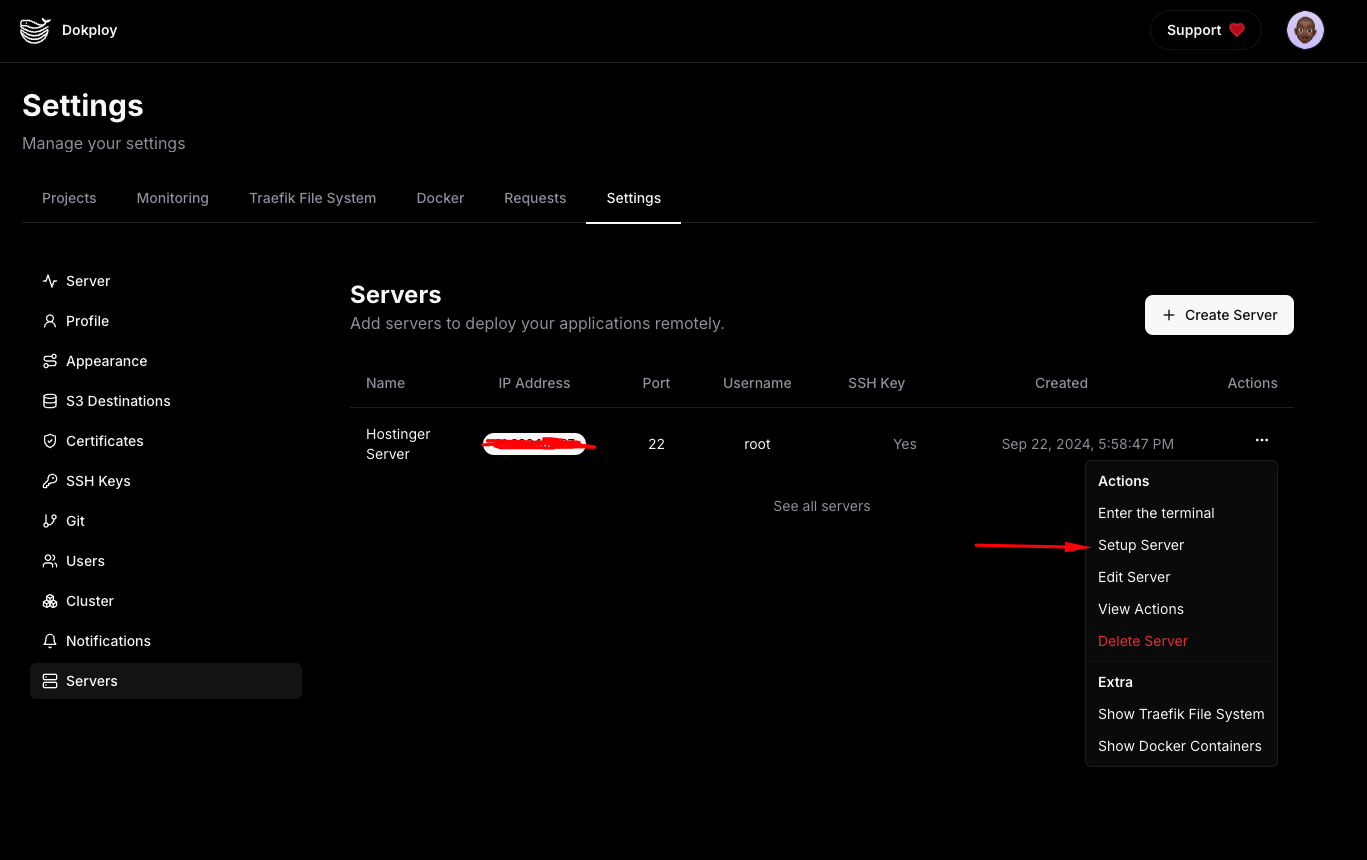 Dokploy
Support
Settings
Manage your settings
Projects Monitoring Traefik File System Docker Requests Settings
Server
Profile
Appearance
S3 Destinations
Certificates
SSH Keys
Git
Users
Cluster
Notifications
Servers
Servers
Add servers to deploy your applications remotely.
Create Server
Name IP Address Port Username SSH Key Created Actions
Hostinger
Server
22 root Yes Sep 22, 2024, 5:58:47 PM
See all servers
Actions
Enter the terminal
Setup Server
Edit Server
View Actions
Delete Server
Extra
Show Traefik File System
Show Docker Containers